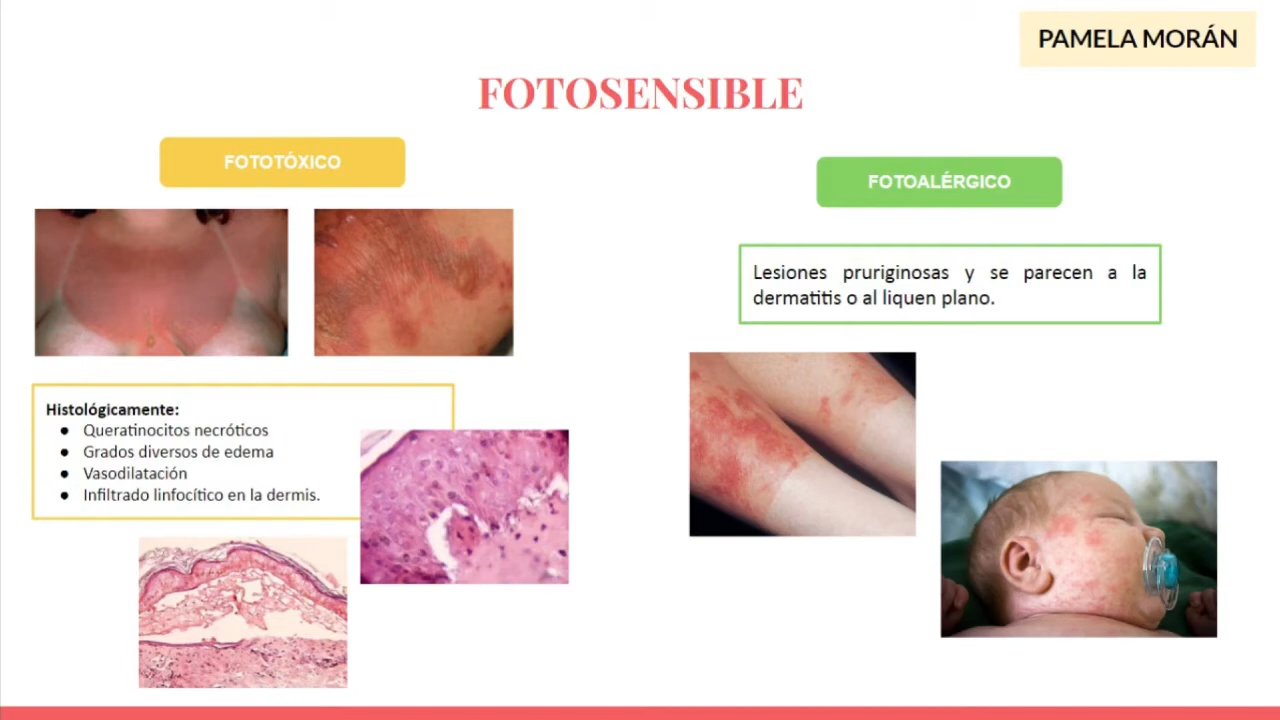 PAMELA MORÁN
FOTOSENSIBLE
FOTOTÓXICO
Histológicamente:
● Queratinocitos necróticos
● Grados diversos de edema
● Vasodilatación
● Infiltrado linfocítico en la dermis.
FOTOALÉRGICO
Lesiones pruriginosas y se parecen a la
dermatitis o al liquen plano.